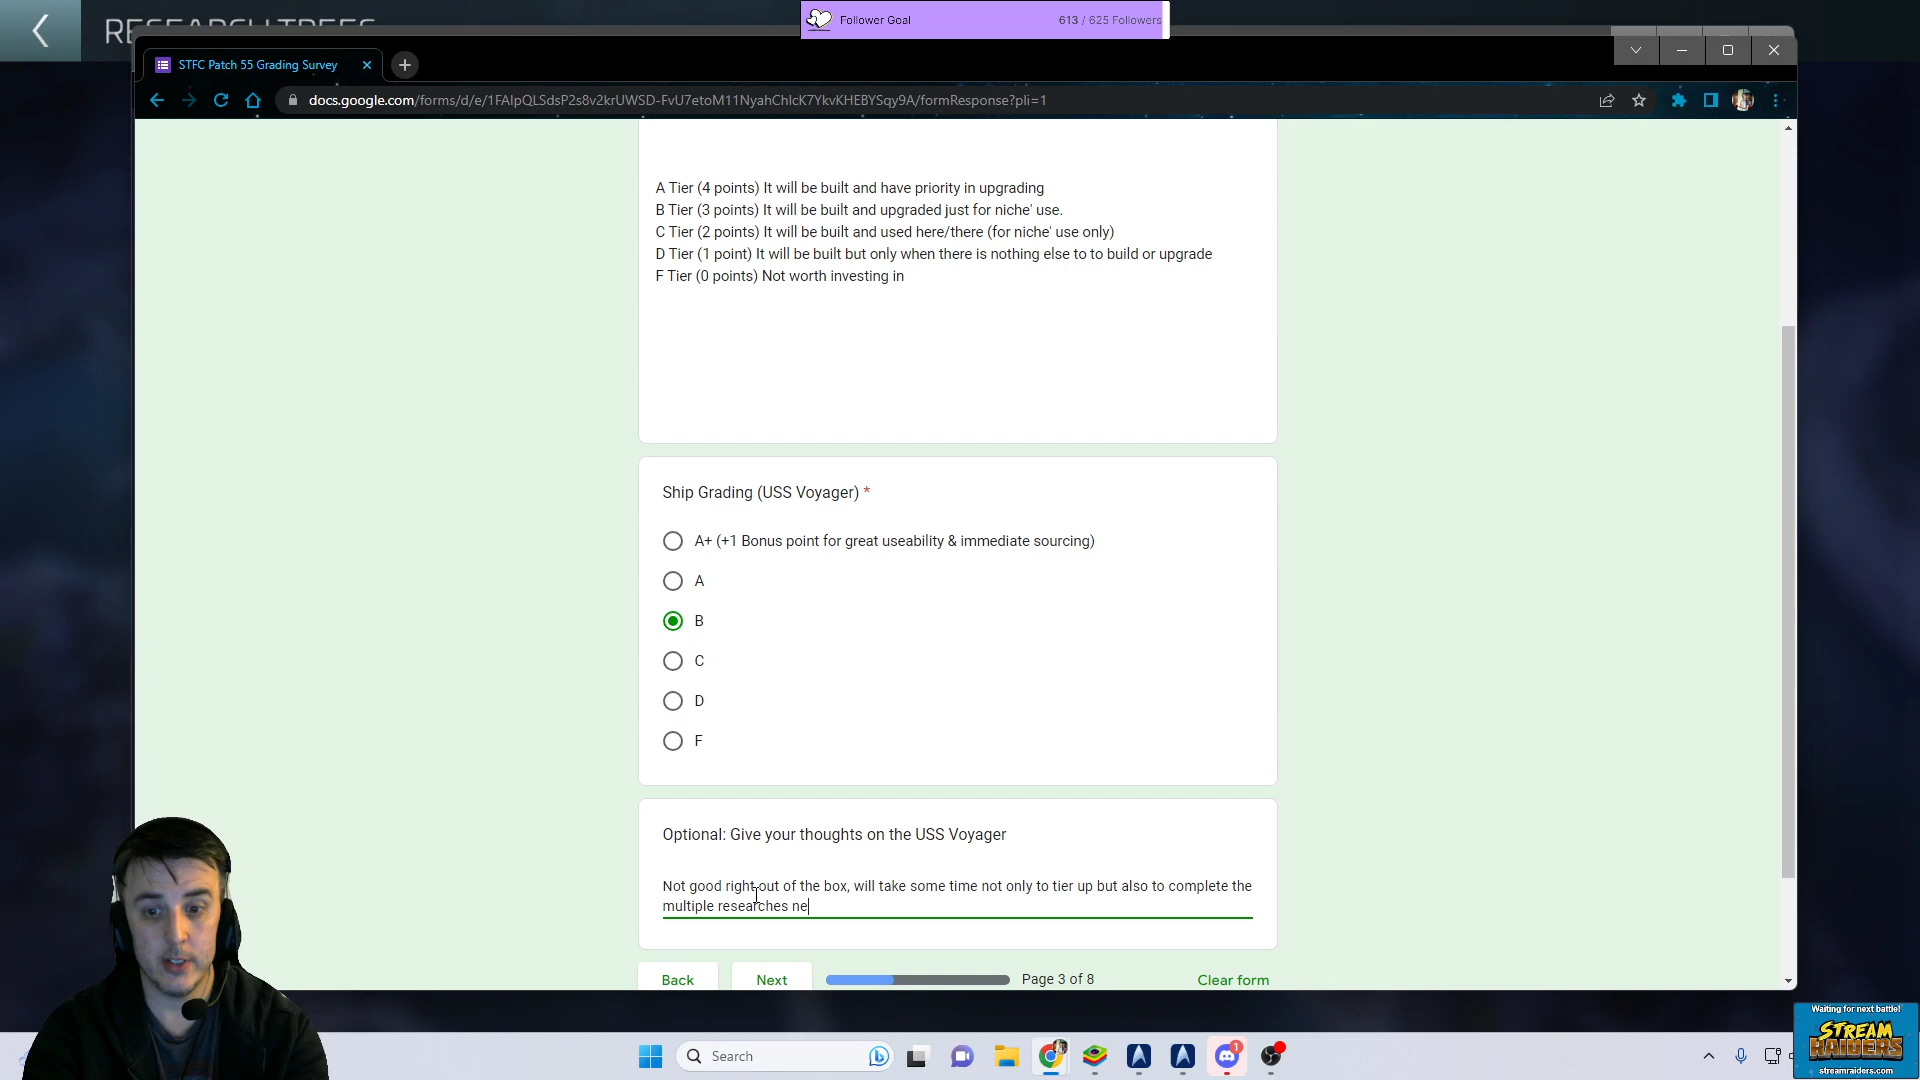 RESEARCH TREES
Follower Goal 613 / 625 Followers
STFC Patch 55 Grading Survey
docs.google.com/forms/d/e/1FAIpQLSdsP2s8v2krUWSD-FvU7etoM11NyahChIcK7YkvKHEBYSqy9A/formResponse?pli=1
A Tier (4 points) It will be built and have priority in upgrading
B Tier (3 points) It will be built and upgraded just for niche' use.
C Tier (2 points) It will be built and used here/there (for niche' use only)
D Tier (1 point) It will be built but only when there is nothing else to to build or upgrade
F Tier (0 points) Not worth investing in
Ship Grading (USS Voyager) *
A+ (+1 Bonus point for great useability & immediate sourcing)
A
B
C
D
F
Optional: Give your thoughts on the USS Voyager
Not good right out of the box, will take some time not only to tier up but also to complete the
multiple researches ne
Back Next Page 3 of 8 Clear form
Search
1
Waiting for next battle!
STREAM
RAIDERS
streamraiders.com